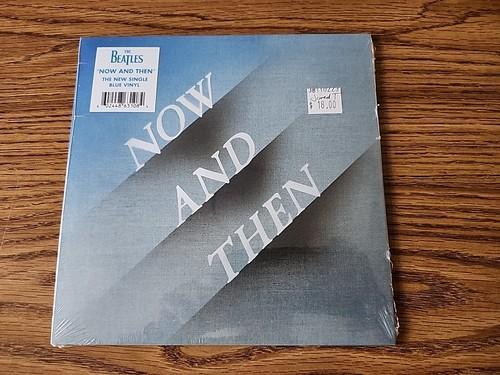 THE
BEATLES
'NOW AND THEN'
THE NEW SINGLE
BLUE VINYL
NOW
AND
THEN
$ 18.00